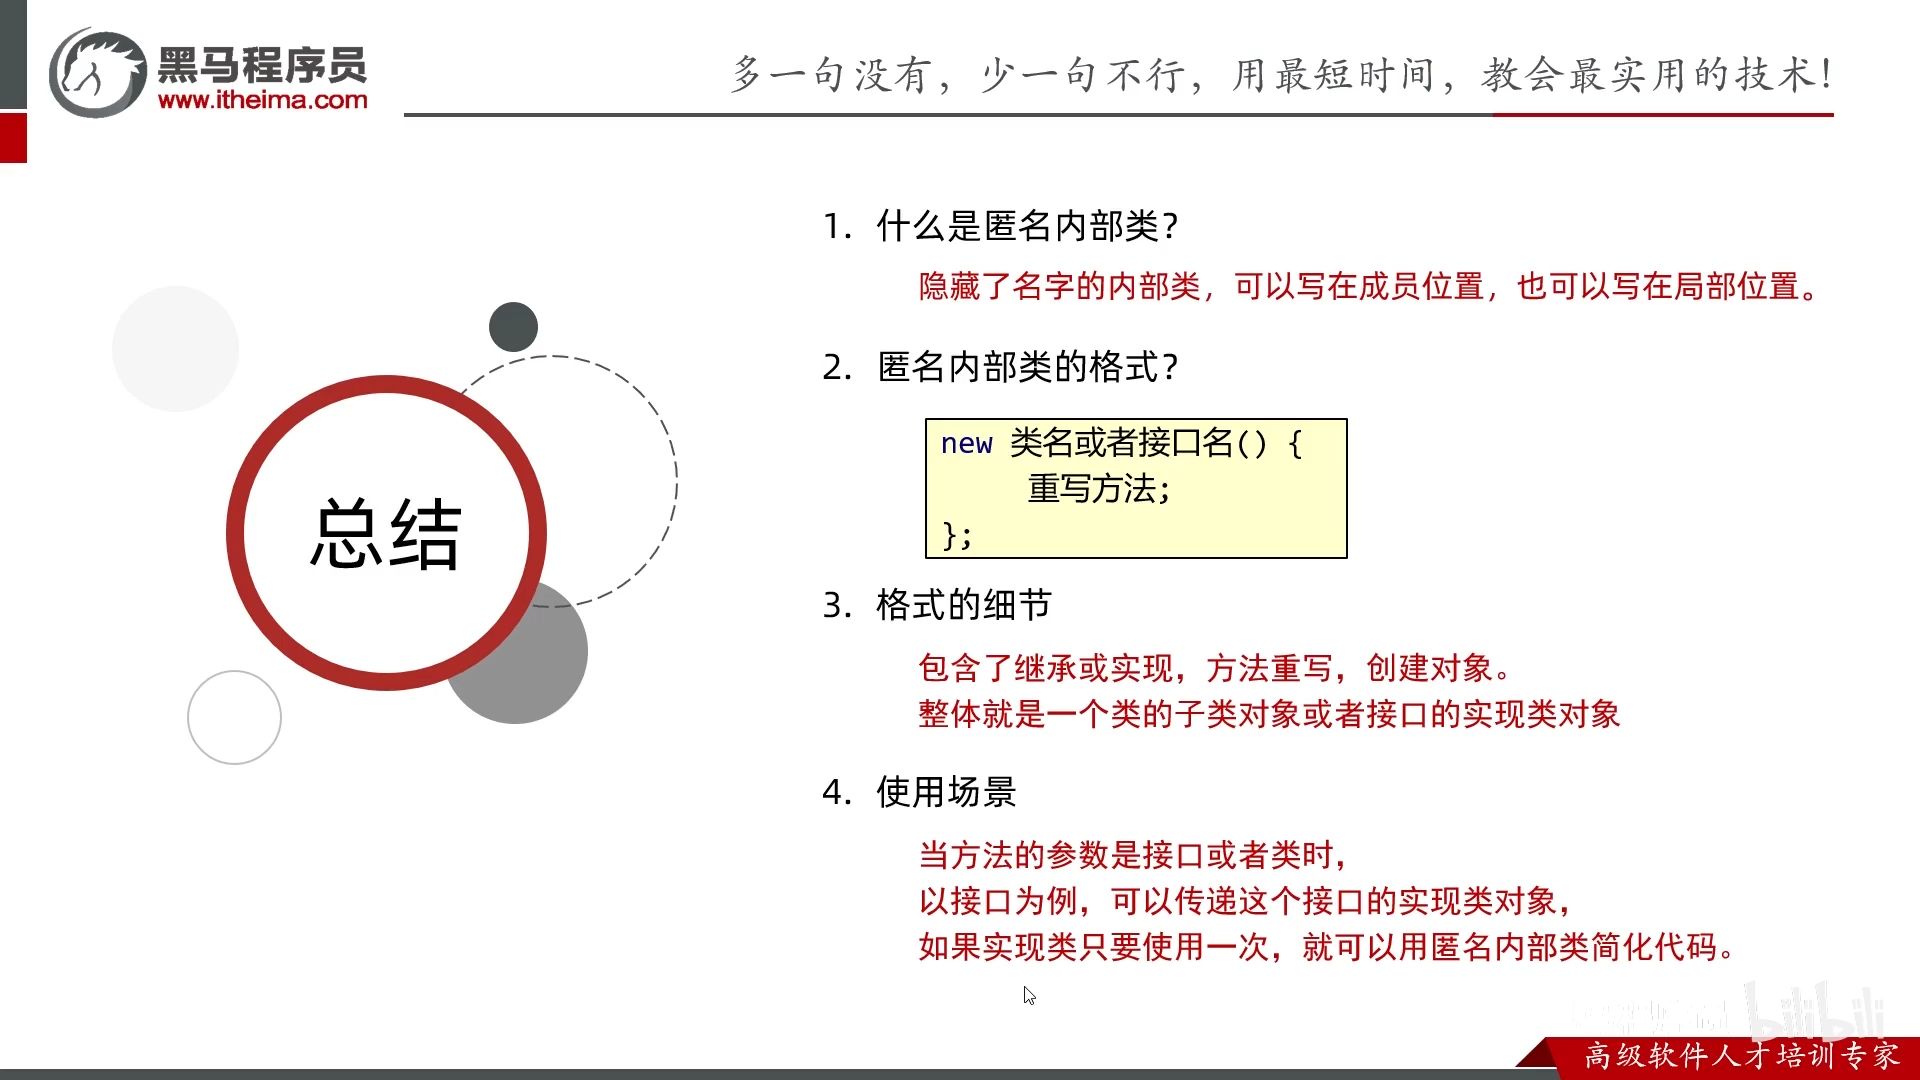 黑马程序员
www.itheima.com
多一句没有，少一句不行，用最短时间，教会最实用的技术！
总结
1. 什么是匿名内部类？
隐藏了名字的内部类，可以写在成员位置，也可以写在局部位置。
2. 匿名内部类的格式？
new 类名或者接口名() {
重写方法;
};
3. 格式的细节
包含了继承或实现，方法重写，创建对象。
整体就是一个类的子类对象或者接口的实现类对象
4. 使用场景
当方法的参数是接口或者类时，
以接口为例，可以传递这个接口的实现类对象，
如果实现类只要使用一次，就可以用匿名内部类简化代码。
bilibili
高级软件人才培训专家